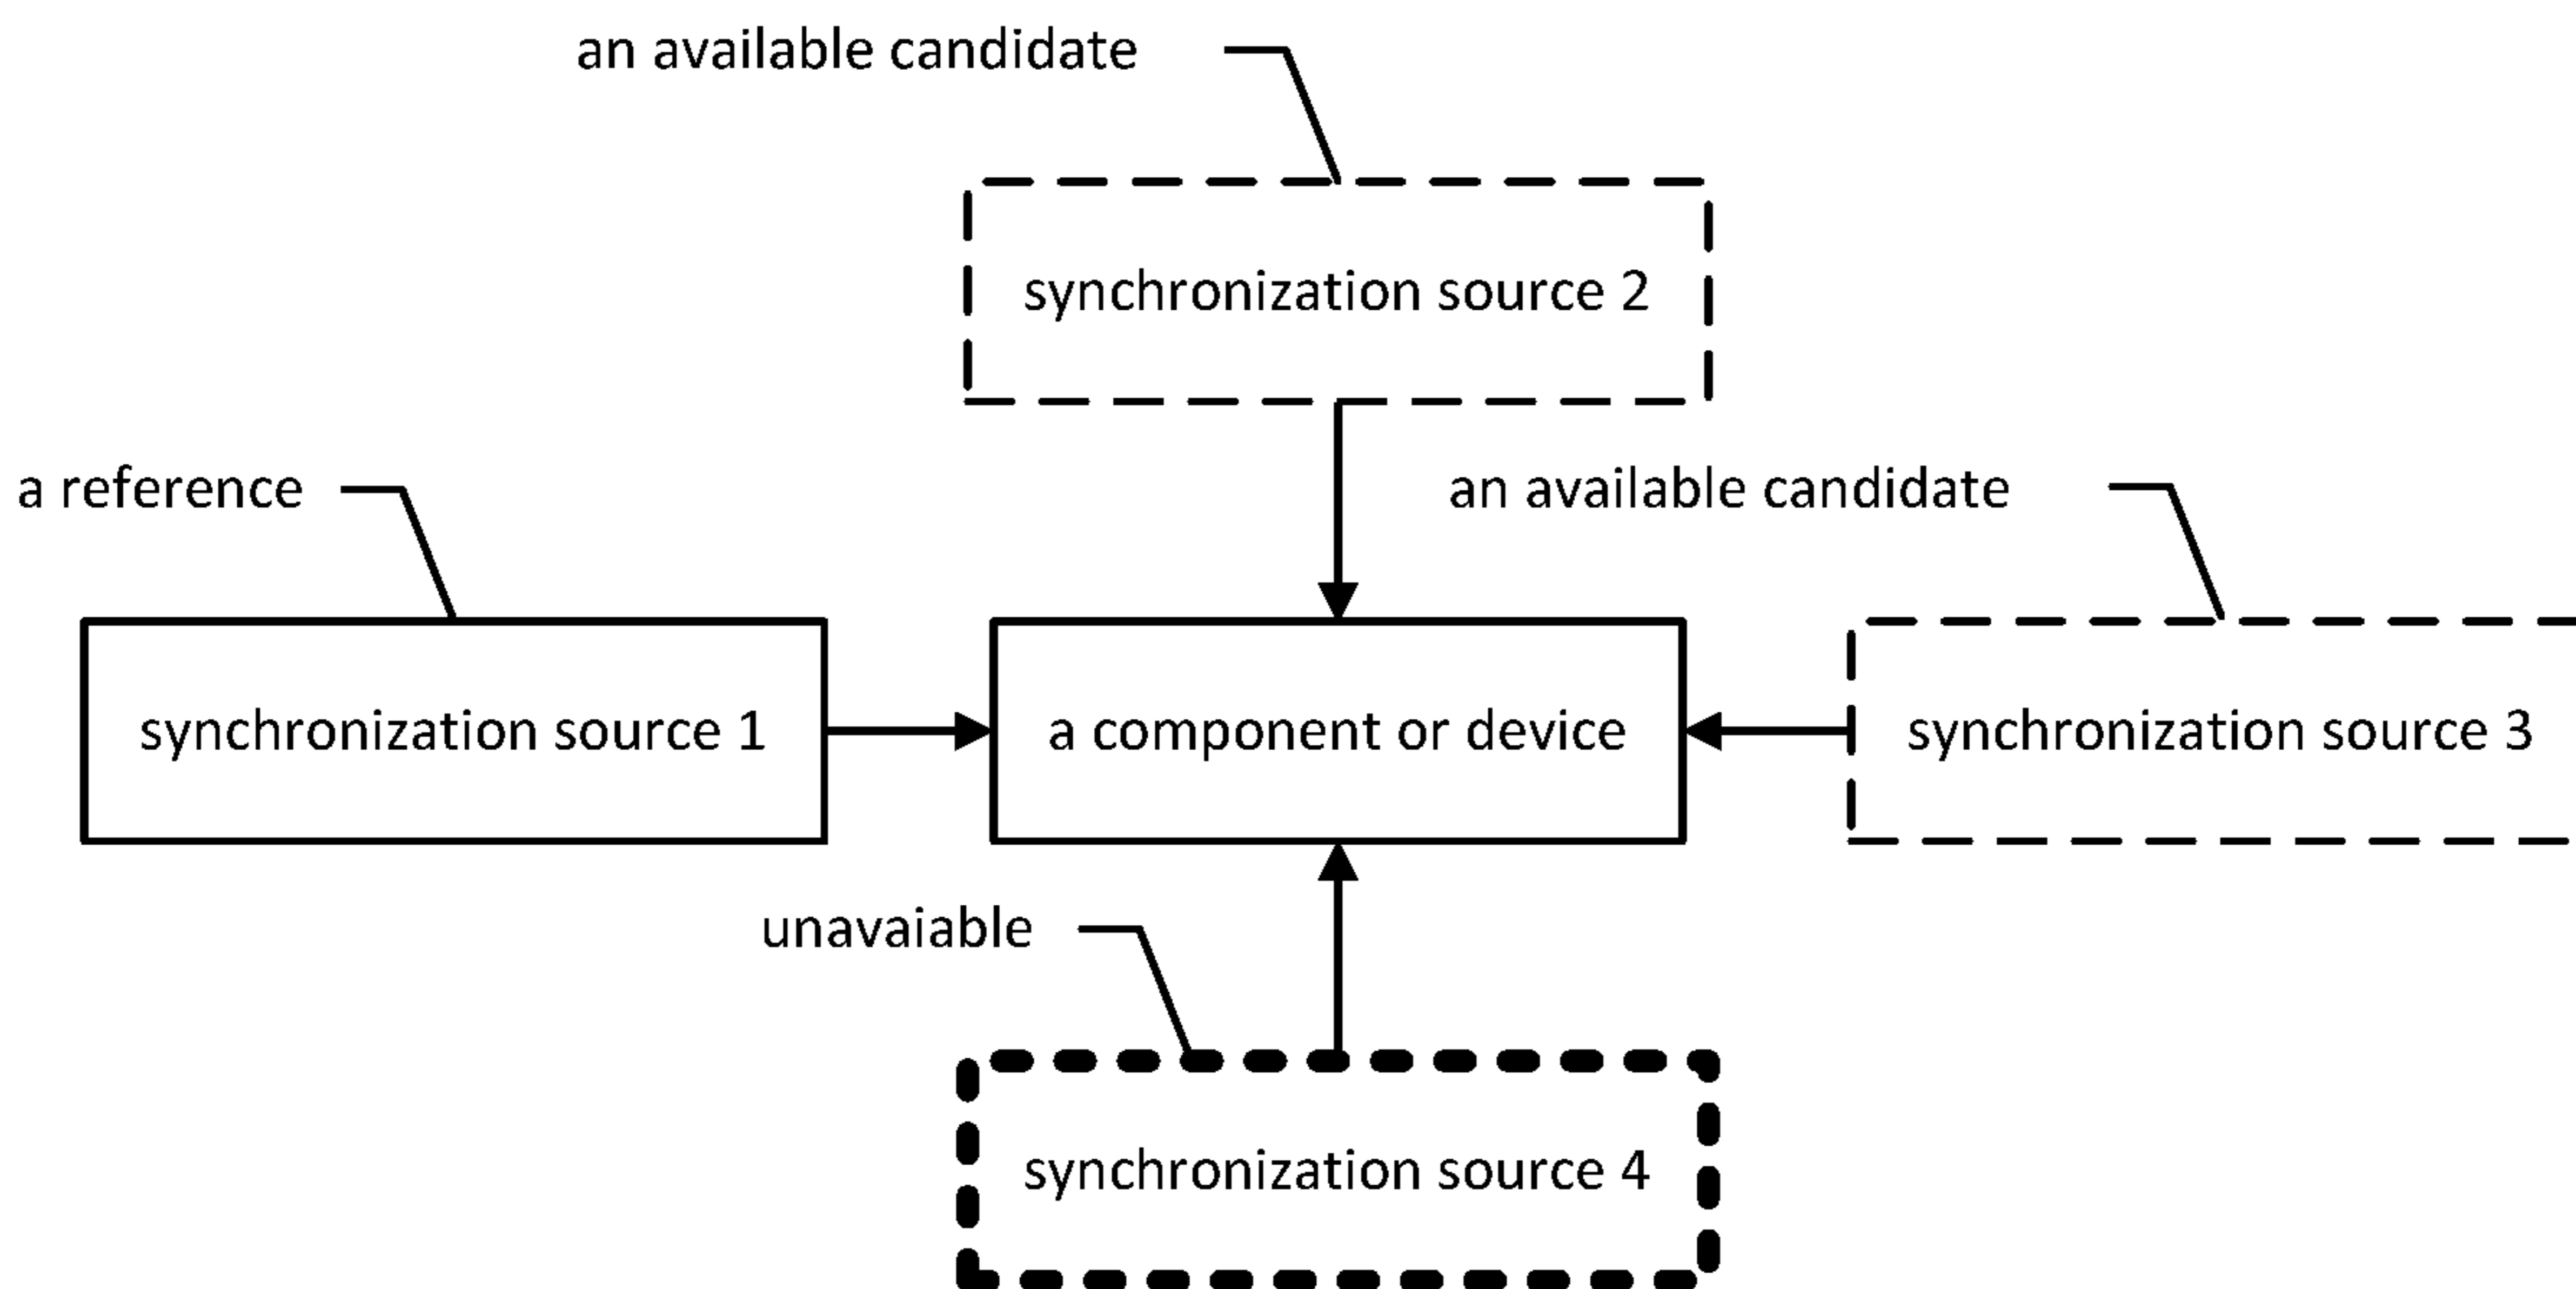 an available candidate
synchronization source 2
a reference
an available candidate
synchronization source 1
a component or device
synchronization source 3
unavaiable
synchronization source 4